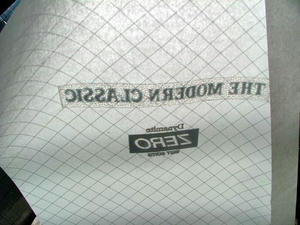 THE MODERN CLASSIC
Dynamite
ZERO